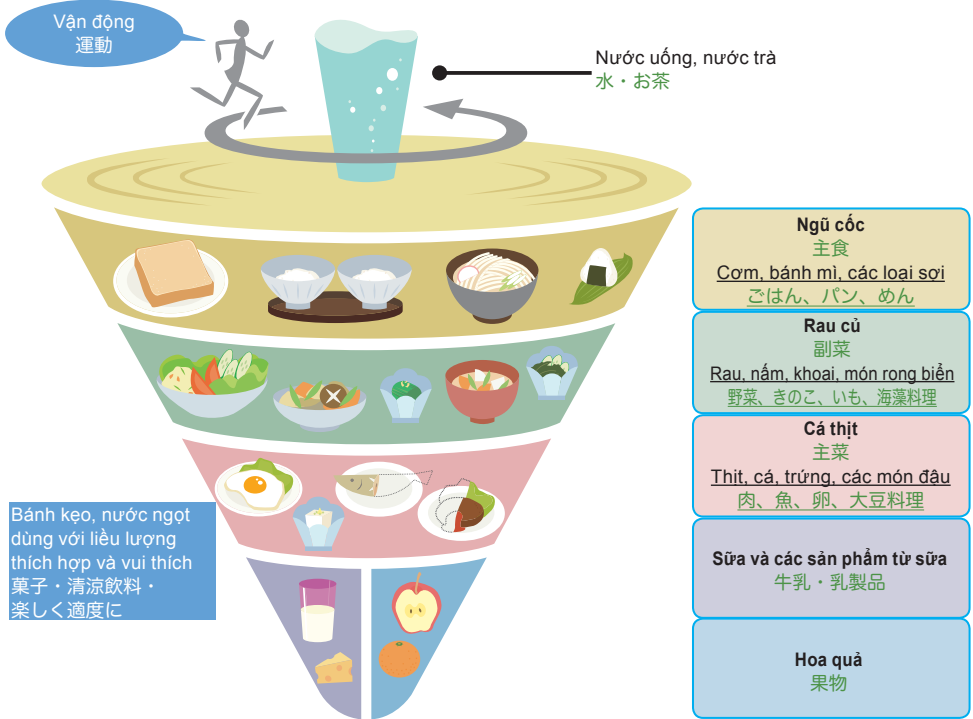 Vận động
運動
Nước uống, nước trà
水・お茶
Ngũ cốc
主食
Cơm, bánh mì, các loại sợi
ごはん、パン、めん
Rau củ
副菜
Rau, nấm, khoai, món rong biển
野菜、きのこ、いも、海藻料理
Cá thịt
主菜
Thịt, cá, trứng, các món đậu
肉、魚、卵、大豆料理
Bánh kẹo, nước ngọt
dùng với liều lượng
thích hợp và vui thích
菓子・清涼飲料・
楽しく適度に
Sữa và các sản phẩm từ sữa
牛乳・乳製品
Hoa quả
果物